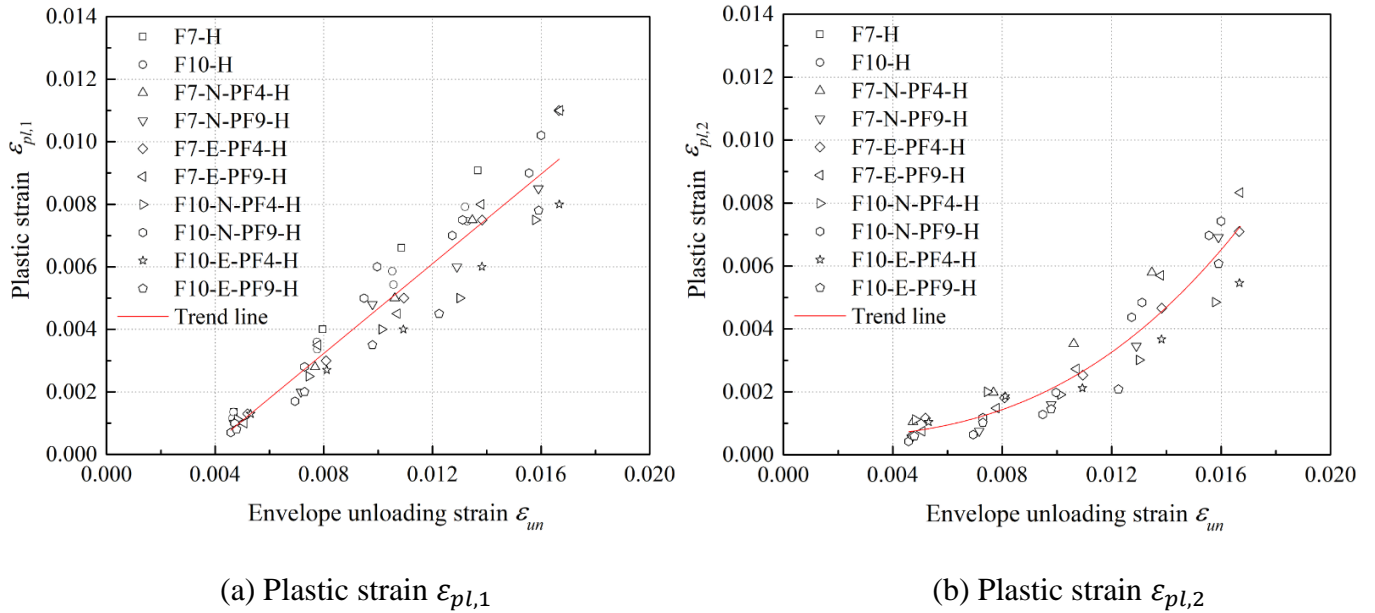 0.014
0.012
0.010
0.008
0.006
0.004
0.002
0.000
Plastic strain ε_{pl,1}
F7-H
F10-H
F7-N-PF4-H
F7-N-PF9-H
F7-E-PF4-H
F7-E-PF9-H
F10-N-PF4-H
F10-N-PF9-H
F10-E-PF4-H
F10-E-PF9-H
Trend line
0.000 0.004 0.008 0.012 0.016 0.020
Envelope unloading strain ε_{un}
(a) Plastic strain ε_{pl,1}
0.014
0.012
0.010
0.008
0.006
0.004
0.002
0.000
Plastic strain ε_{pl,2}
F7-H
F10-H
F7-N-PF4-H
F7-N-PF9-H
F7-E-PF4-H
F7-E-PF9-H
F10-N-PF4-H
F10-N-PF9-H
F10-E-PF4-H
F10-E-PF9-H
Trend line
0.000 0.004 0.008 0.012 0.016 0.020
Envelope unloading strain ε_{un}
(b) Plastic strain ε_{pl,2}